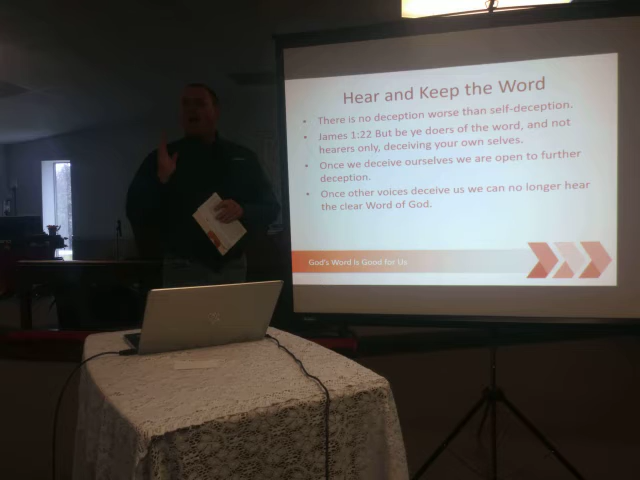 Hear and Keep the Word
• There is no deception worse than self-deception.
• James 1:22 But be ye doers of the word, and not
hearers only, deceiving your own selves.
• Once we deceive ourselves we are open to further
deception.
• Once other voices deceive us we can no longer hear
the clear Word of God.
God's Word Is Good for Us